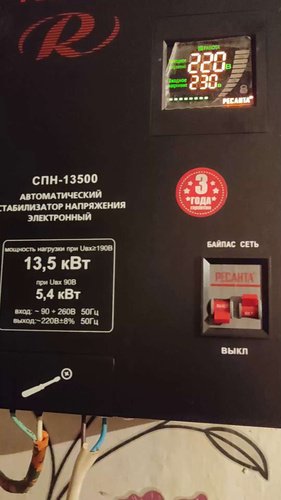 R
220 В
230 В
РЕСАНТА
СПН-13500
АВТОМАТИЧЕСКИЙ
СТАБИЛИЗАТОР НАПРЯЖЕНИЯ
ЭЛЕКТРОННЫЙ
3
*ГОДА*
мощность нагрузки при Uвх≥190В
13,5 кВт
при Uвх 90В
5,4 кВт
вход: ~ 90 ÷ 260В 50Гц
выход:~220В±8% 50Гц
БАЙПАС СЕТЬ
РЕСАНТА
ВЫКЛ